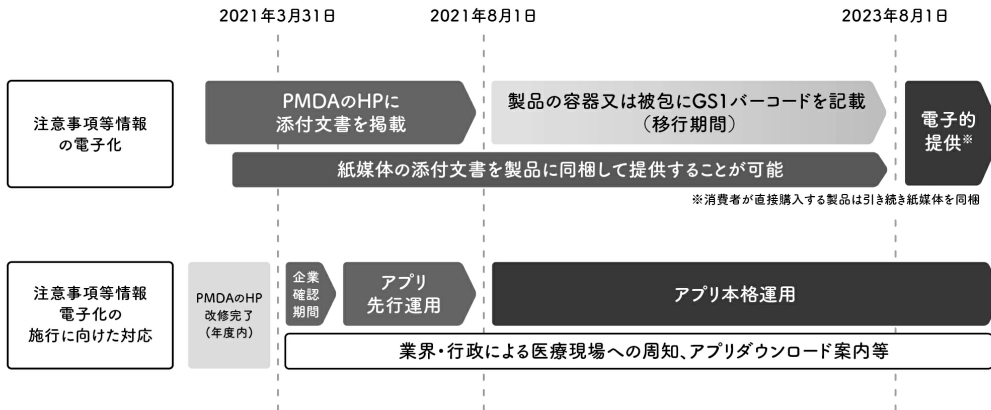 2021年3月31日
2021年8月1日
2023年8月1日
注意事項等情報
の電子化
PMDAのHPに
添付文書を掲載
製品の容器又は被包にGS1バーコードを記載
(移行期間)
電子的
提供※
紙媒体の添付文書を製品に同梱して提供することが可能
※消費者が直接購入する製品は引き続き紙媒体を同梱
注意事項等情報
電子化の
施行に向けた対応
PMDAのHP
改修完了
(年度内)
企業
確認
期間
アプリ
先行運用
アプリ本格運用
業界・行政による医療現場への周知、アプリダウンロード案内等